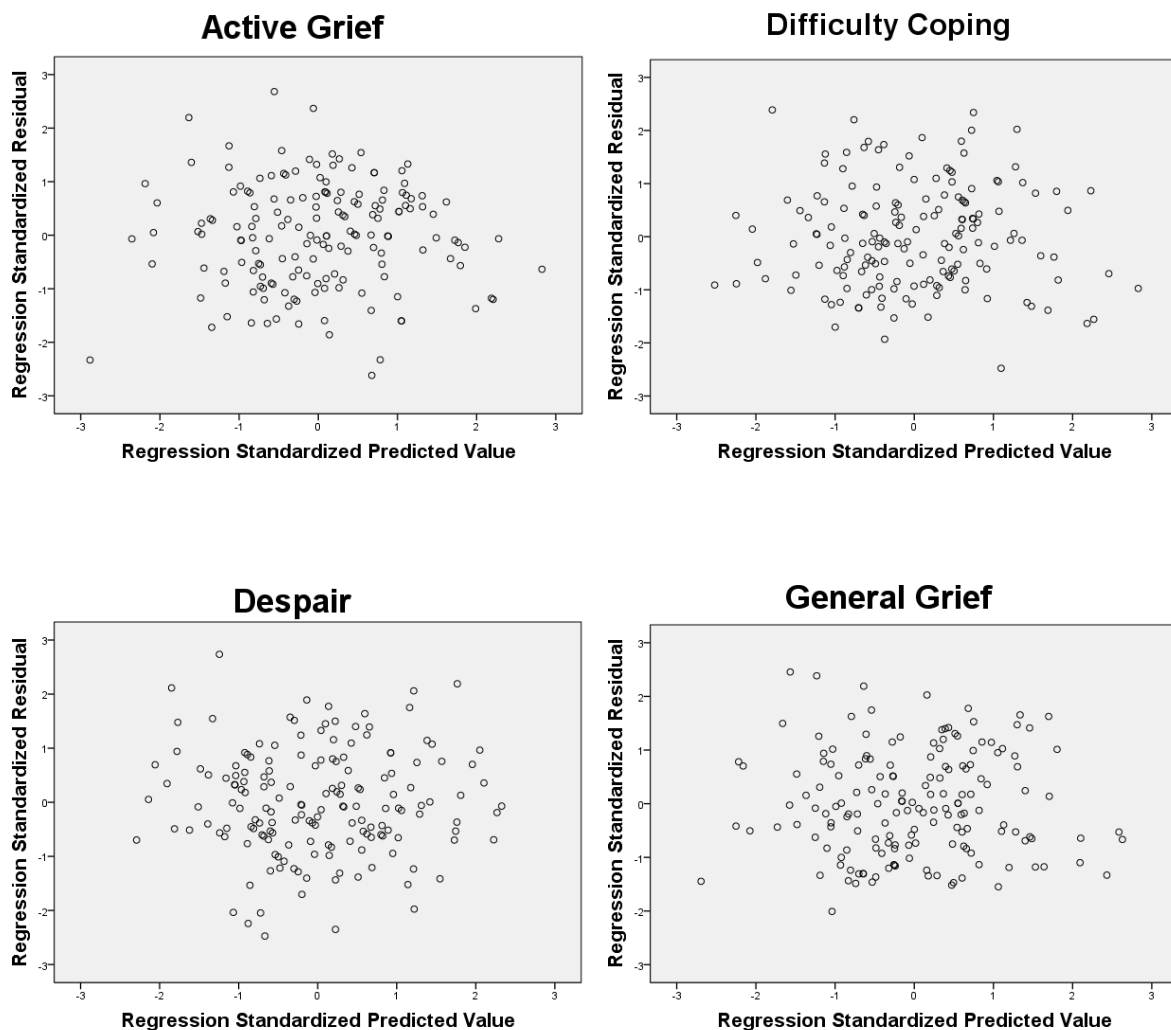 Active Grief
Regression Standardized Residual
3
2
1
0
-1
-2
-3
-3 -2 -1 0 1 2 3
Regression Standardized Predicted Value
Difficulty Coping
Regression Standardized Residual
3
2
1
0
-1
-2
-3
-3 -2 -1 0 1 2 3
Regression Standardized Predicted Value
Despair
Regression Standardized Residual
3
2
1
0
-1
-2
-3
-3 -2 -1 0 1 2 3
Regression Standardized Predicted Value
General Grief
Regression Standardized Residual
3
2
1
0
-1
-2
-3
-3 -2 -1 0 1 2 3
Regression Standardized Predicted Value